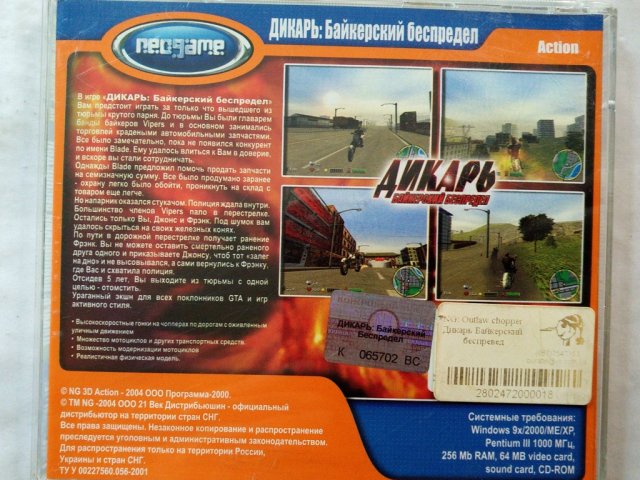 neogame
ДИКАРЬ: Байкерский беспредел
Action
В игре «ДИКАРЬ: Байкерский беспредел»
Вам предстоит играть за только что вышедшего из
тюрьмы крутого парня. До тюрьмы Вы были главарем
банды байкеров Vipers и в основном занимались
торговлей крадеными автомобильными запчастями.
Все было замечательно, пока не появился конкурент
по имени Blade. Ему удалось влиться к Вам в доверие,
и вскоре вы стали сотрудничать.
Однажды Blade предложил помочь продать запчасти
на семизначную сумму. Все было продумано заранее
- охрану легко было обойти, проникнуть на склад с
товаром еще легче.
Но напарник оказался стукачом. Полиция ждала внутри.
Большинство членов Vipers пало в перестрелке.
Остались только Вы, Джонс и Фрэнк. Под шумок вам
удалось скрыться на своих железных конях.
По пути в дорожной перестрелке получает ранение
Фрэнк. Вы не можете оставить смертельно раненого
друга одного и приказываете Джонсу, чтоб тот «залег
на дно» и не высовывался, а сами вернулись к Фрэнку,
где Вас и схватила полиция.
Отсидев 5 лет, Вы выходите из тюрьмы с одной
целью - отомстить.
Ураганный экшн для всех поклонников GTA и игр
активного стиля.
• Высокоскоростные гонки на чопперах по дорогам с оживленным
уличным движением.
• Множество мотоциклов и других транспортных средств.
• Возможность модернизации мотоциклов
• Реалистичная физическая модель.
ДИКАРЬ
БАЙКЕРСКИЙ БЕСПРЕДЕЛ
ДИКАРЬ: Байкерский
Беспредел
К 065702 ВС
NG: Outlaw chopper
Дикарь Байкерский
беспревед
2802472000018
© NG 3D Action - 2004 ООО Программа-2000.
© TM NG -2004 ООО 21 Век Дистрибьюшин - официальный
дистрибьютор на территории стран СНГ.
Все права защищены. Незаконное копирование и распространение
преследуется уголовным и административным законодательством.
Для распространения только на территории России,
Украины и стран СНГ.
ТУ У 00227560.056-2001
Системные требования:
Windows 9x/2000/ME/XP,
Pentium III 1000 МГц,
256 Mb RAM, 64 MB video card,
sound card, CD-ROM